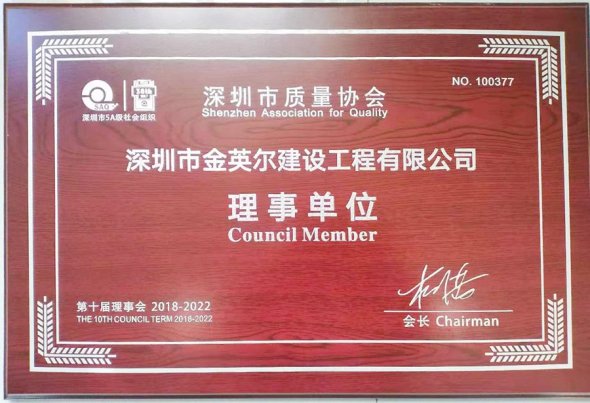 NO. 100377
SAQ
深圳市5A级社会组织
深圳市质量协会
Shenzhen Association for Quality
深圳市金英尔建设工程有限公司
理事单位
Council Member
第十届理事会 2018-2022
THE 10TH COUNCIL TERM 2018-2022
会长 Chairman